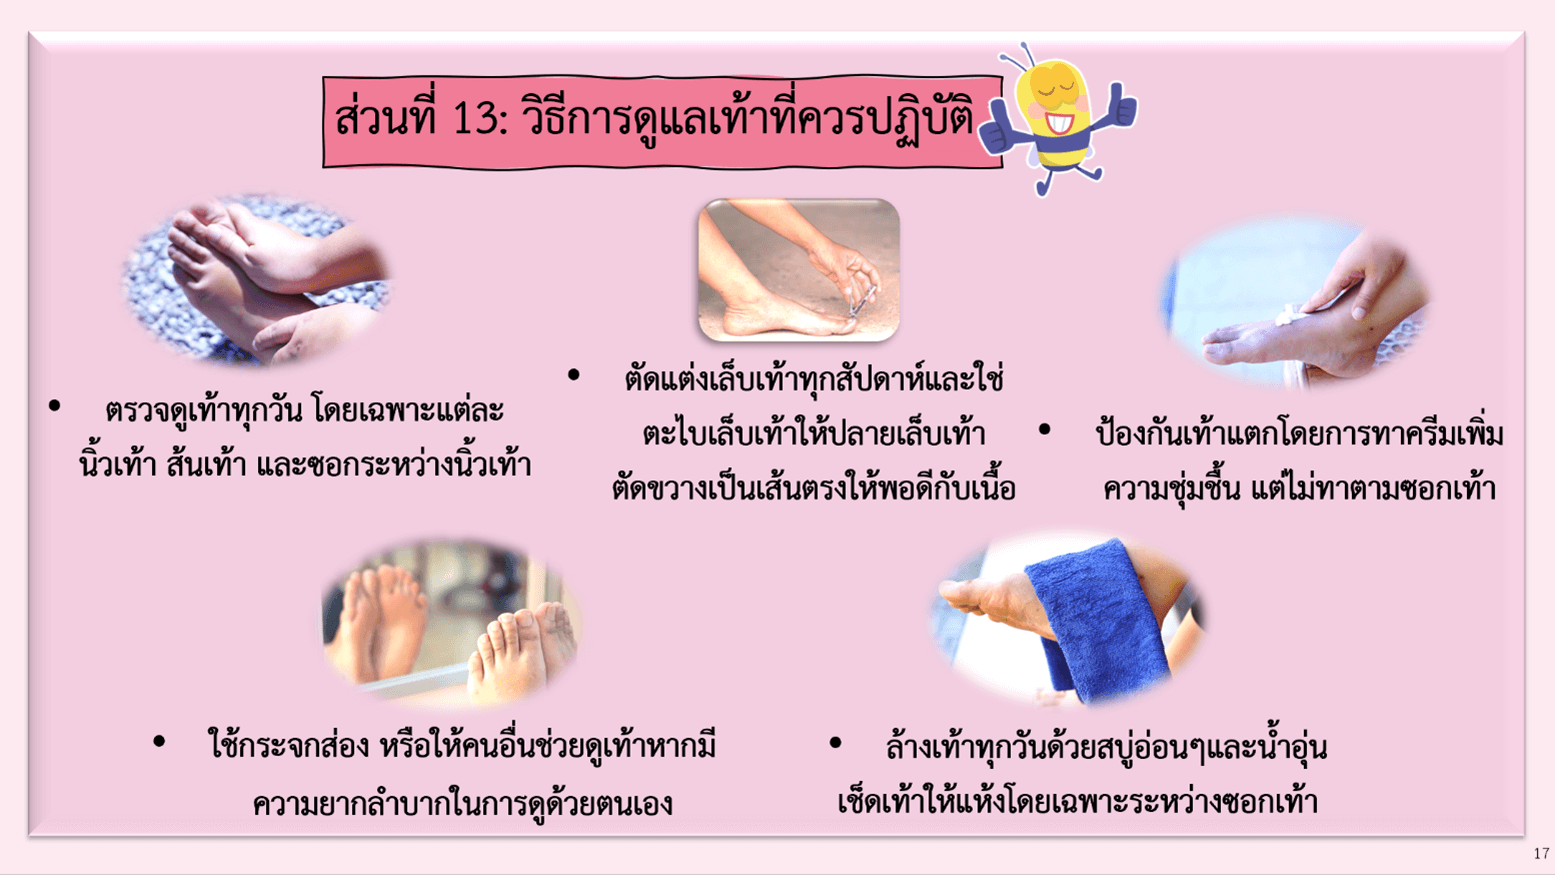 ส่วนที่ 13: วิธีการดูแลเท้าที่ควรปฏิบัติ
• ตรวจดูเท้าทุกวัน โดยเฉพาะแต่ละ
นิ้วเท้า ส้นเท้า และซอกระหว่างนิ้วเท้า
• ตัดแต่งเล็บเท้าทุกสัปดาห์และใช่
ตะไบเล็บเท้าให้ปลายเล็บเท้า
ตัดขวางเป็นเส้นตรงให้พอดีกับเนื้อ
• ป้องกันเท้าแตกโดยการทาครีมเพิ่ม
ความชุ่มชื้น แต่ไม่ทาตามซอกเท้า
• ใช้กระจกส่อง หรือให้คนอื่นช่วยดูเท้าหากมี
ความยากลำบากในการดูด้วยตนเอง
• ล้างเท้าทุกวันด้วยสบู่อ่อนๆและน้ำอุ่น
เช็ดเท้าให้แห้งโดยเฉพาะระหว่างซอกเท้า
17